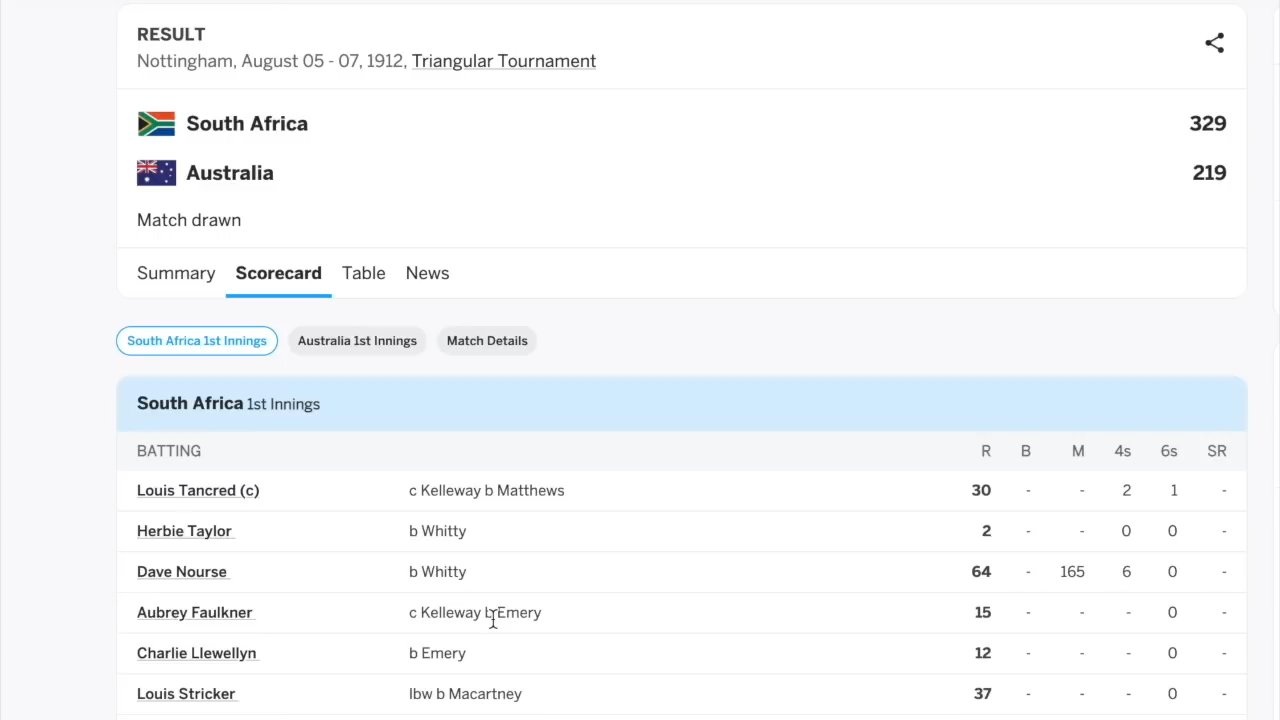 RESULT
Nottingham, August 05 - 07, 1912, Triangular Tournament
South Africa 329
Australia 219
Match drawn
Summary Scorecard Table News
South Africa 1st Innings Australia 1st Innings Match Details
South Africa 1st Innings
BATTING R B M 4s 6s SR
Louis Tancred (c) c Kelleway b Matthews 30 - - 2 1 -
Herbie Taylor b Whitty 2 - - 0 0 -
Dave Nourse b Whitty 64 - 165 6 0 -
Aubrey Faulkner c Kelleway b Emery 15 - - - 0 -
Charlie Llewellyn b Emery 12 - - - 0 -
Louis Stricker lbw b Macartney 37 - - - 0 -